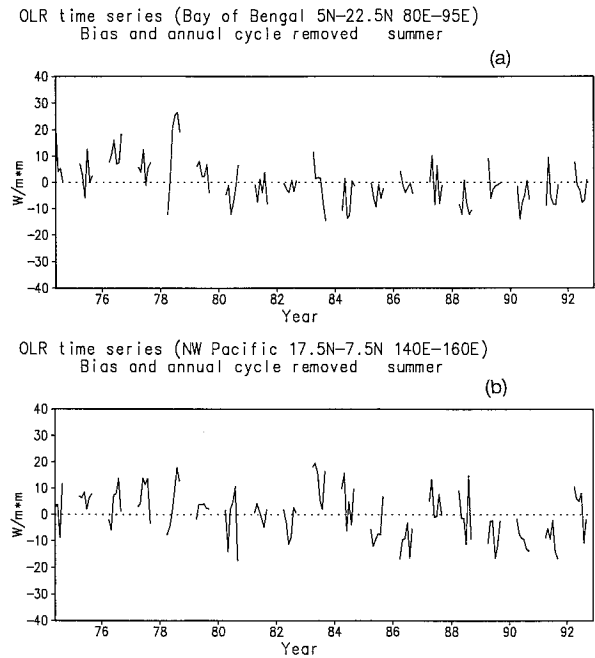 OLR time series (Bay of Bengal 5N–22.5N 80E–95E)
Bias and annual cycle removed summer
(a)
40
30
20
10
0
−10
−20
−30
−40
W/m*m
76 78 80 82 84 86 88 90 92
Year
OLR time series (NW Pacific 17.5N–7.5N 140E–160E)
Bias and annual cycle removed summer
(b)
40
30
20
10
0
−10
−20
−30
−40
W/m*m
76 78 80 82 84 86 88 90 92
Year